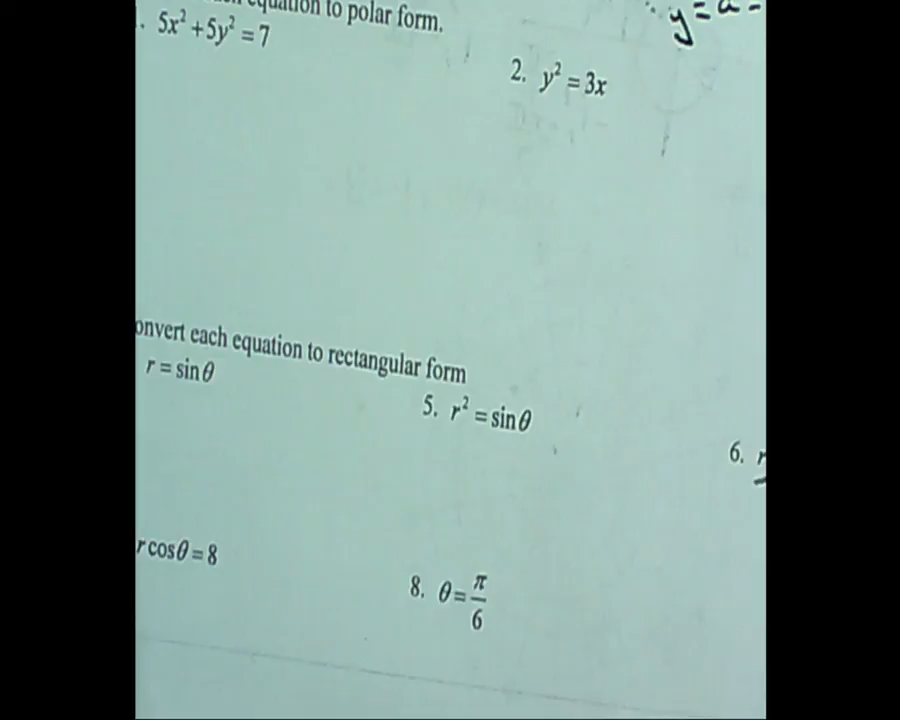 equation to polar form.
y=
. 5x² + 5y² = 7
2. y² = 3x
onvert each equation to rectangular form
r = sin θ
5. r² = sin θ
6. r
r cos θ = 8
8. θ = π/6